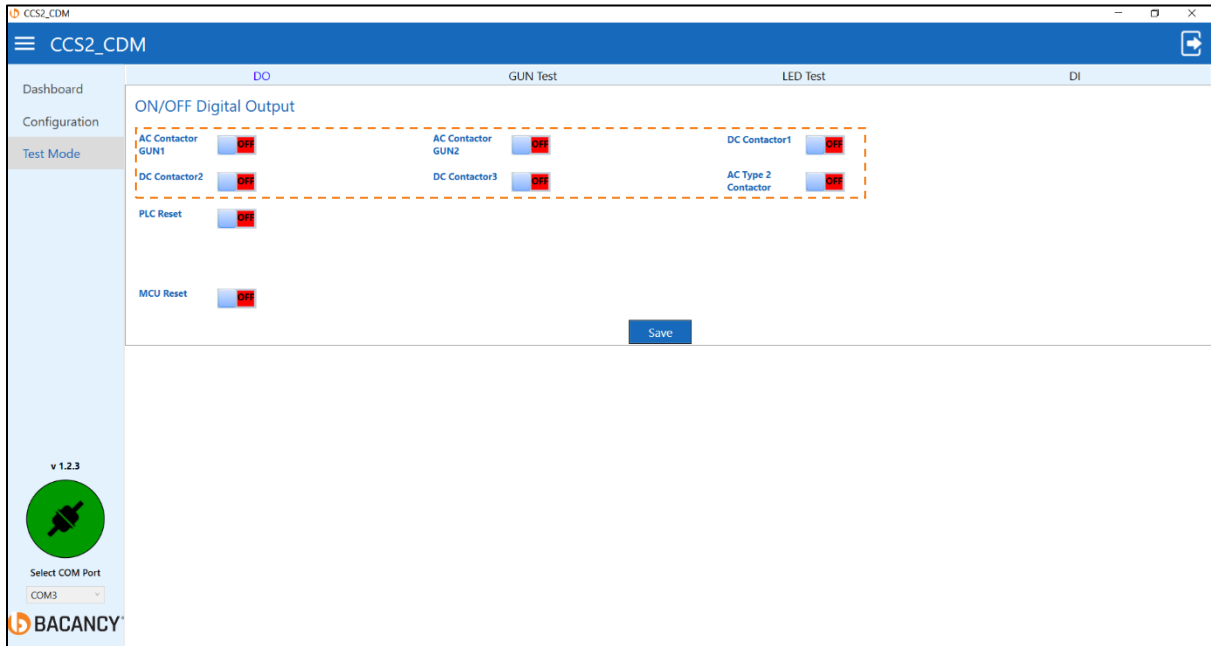 CCS2_CDM
CCS2_CDM
DO GUN Test LED Test DI
Dashboard
Configuration
Test Mode
ON/OFF Digital Output
AC Contactor
GUN1
OFF
AC Contactor
GUN2
OFF
DC Contactor1
OFF
DC Contactor2
OFF
DC Contactor3
OFF
AC Type 2
Contactor
OFF
PLC Reset
OFF
MCU Reset
OFF
Save
v 1.2.3
Select COM Port
COM3
BACANCY